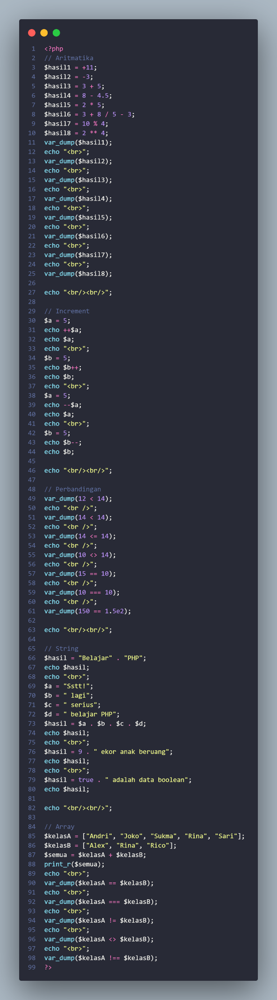 1 <?php
2 // Aritmatika
3 $hasil1 = +11;
4 $hasil2 = -3;
5 $hasil3 = 3 + 5;
6 $hasil4 = 8 - 4.5;
7 $hasil5 = 2 * 5;
8 $hasil6 = 3 + 8 / 5 - 3;
9 $hasil7 = 10 % 4;
10 $hasil8 = 2 ** 4;
11 var_dump($hasil1);
12 echo "<br>";
13 var_dump($hasil2);
14 echo "<br>";
15 var_dump($hasil3);
16 echo "<br>";
17 var_dump($hasil4);
18 echo "<br>";
19 var_dump($hasil5);
20 echo "<br>";
21 var_dump($hasil6);
22 echo "<br>";
23 var_dump($hasil7);
24 echo "<br>";
25 var_dump($hasil8);
26
27 echo "<br/><br/>";
28
29 // Increment
30 $a = 5;
31 echo ++$a;
32 echo $a;
33 echo "<br>";
34 $b = 5;
35 echo $b++;
36 echo $b;
37 echo "<br>";
38 $a = 5;
39 echo --$a;
40 echo $a;
41 echo "<br>";
42 $b = 5;
43 echo $b--;
44 echo $b;
45
46 echo "<br/><br/>";
47
48 // Perbandingan
49 var_dump(12 < 14);
50 echo "<br />";
51 var_dump(14 < 14);
52 echo "<br />";
53 var_dump(14 <= 14);
54 echo "<br />";
55 var_dump(10 <> 14);
56 echo "<br />";
57 var_dump(15 == 10);
58 echo "<br />";
59 var_dump(10 === 10);
60 echo "<br />";
61 var_dump(150 == 1.5e2);
62
63 echo "<br/><br/>";
64
65 // String
66 $hasil = "Belajar" . "PHP";
67 echo $hasil;
68 echo "<br>";
69 $a = "Sstt!";
70 $b = " lagi";
71 $c = " serius";
72 $d = " belajar PHP";
73 $hasil = $a . $b . $c . $d;
74 echo $hasil;
75 echo "<br>";
76 $hasil = 9 . " ekor anak beruang";
77 echo $hasil;
78 echo "<br>";
79 $hasil = true . " adalah data boolean";
80 echo $hasil;
81
82 echo "<br/><br/>";
83
84 // Array
85 $kelasA = ["Andri", "Joko", "Sukma", "Rina", "Sari"];
86 $kelasB = ["Alex", "Rina", "Rico"];
87 $semua = $kelasA + $kelasB;
88 print_r($semua);
89 echo "<br>";
90 var_dump($kelasA == $kelasB);
91 echo "<br>";
92 var_dump($kelasA === $kelasB);
93 echo "<br>";
94 var_dump($kelasA != $kelasB);
95 echo "<br>";
96 var_dump($kelasA <> $kelasB);
97 echo "<br>";
98 var_dump($kelasA !== $kelasB);
99 ?>